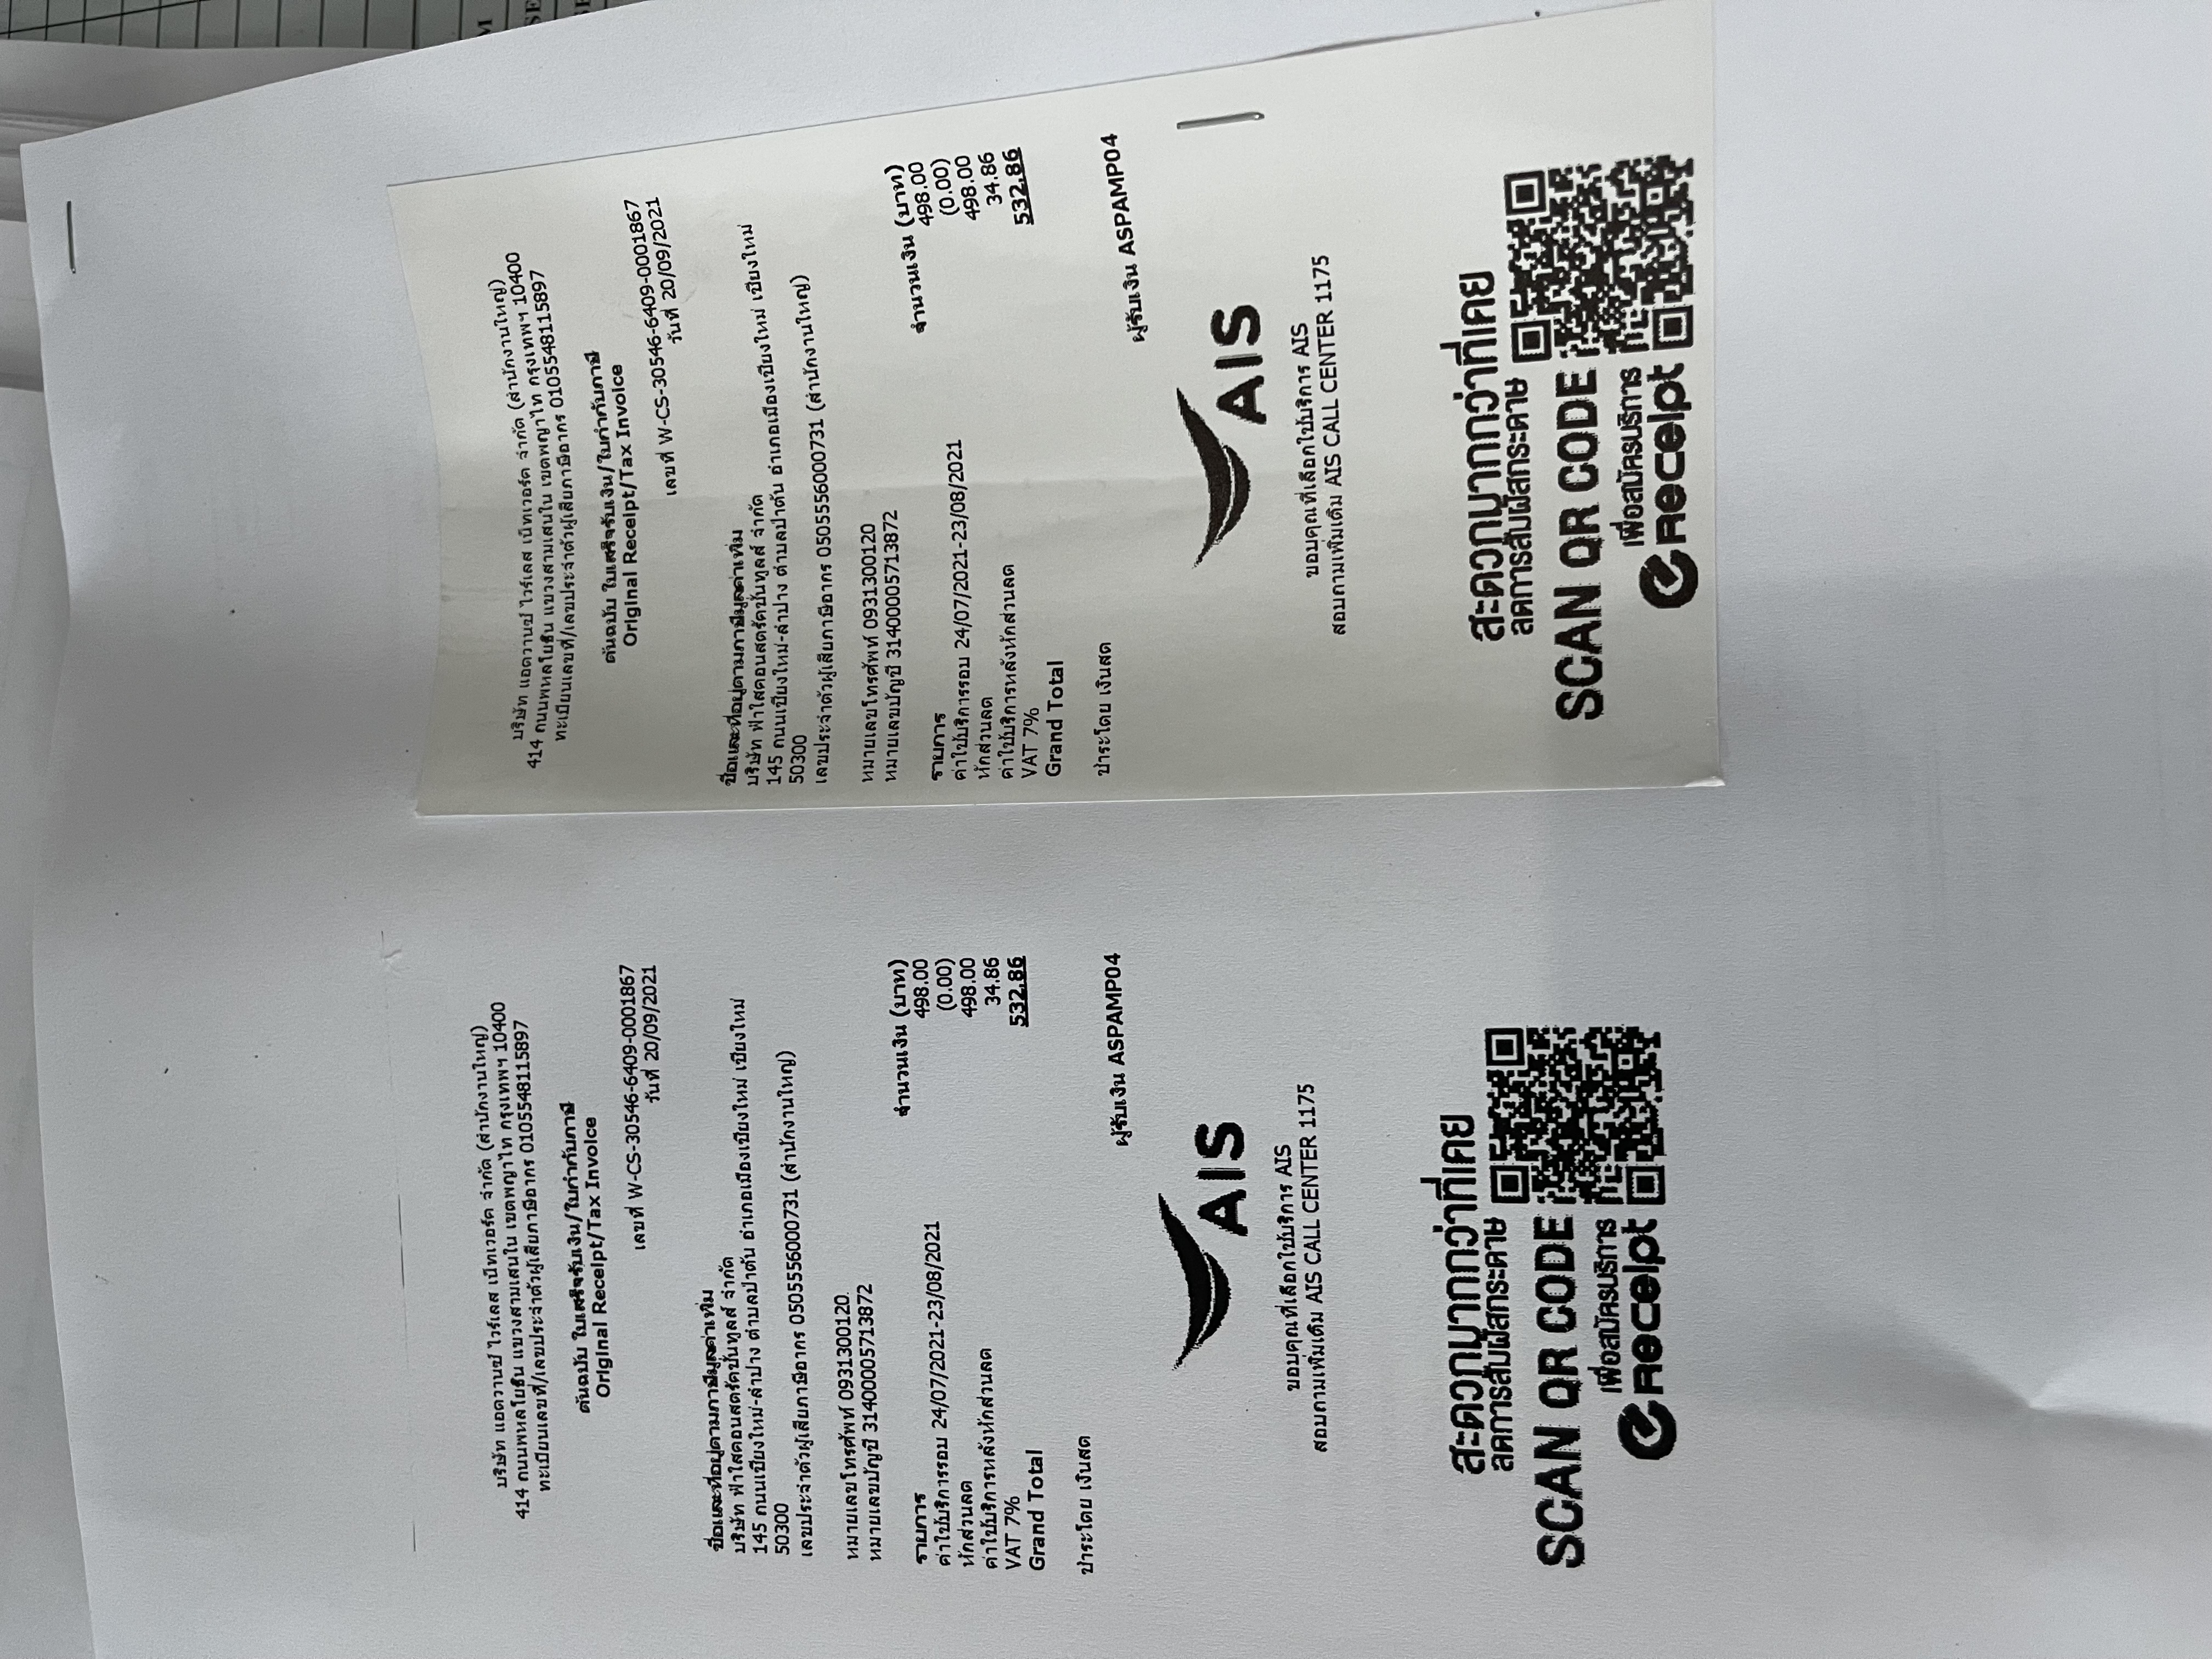 บริษัท แอดวานซ์ ไวร์เลส เน็ทเวอร์ค จำกัด (สำนักงานใหญ่)
414 ถนนพหลโยธิน แขวงสามเสนใน เขตพญาไท กรุงเทพฯ 10400
ทะเบียนเลขที่/เลขประจำตัวผู้เสียภาษีอากร 0105548115897
ต้นฉบับ ใบเสร็จรับเงิน/ใบกำกับภาษี
Original Receipt/Tax Invoice
เลขที่ W-CS-30546-6409-0001867
วันที่ 20/09/2021
ชื่อและที่อยู่ตามภาษีมูลค่าเพิ่ม
บริษัท ฟ้าใสคอนสตรัคชั่นทูลส์ จำกัด
145 ถนนเชียงใหม่-ลำปาง ตำบลป่าตัน อำเภอเมืองเชียงใหม่ เชียงใหม่
50300
เลขประจำตัวผู้เสียภาษีอากร 0505556000731 (สำนักงานใหญ่)
หมายเลขโทรศัพท์ 0931300120
หมายเลขบัญชี 31400005713872
รายการ จำนวนเงิน (บาท)
ค่าใช้บริการรอบ 24/07/2021-23/08/2021 498.00
หักส่วนลด (0.00)
ค่าใช้บริการหลังหักส่วนลด 498.00
VAT 7% 34.86
Grand Total 532.86
ชำระโดย เงินสด
ผู้รับเงิน ASPAMP04
AIS
ขอบคุณที่เลือกใช้บริการ AIS
สอบถามเพิ่มเติม AIS CALL CENTER 1175
สะดวกมากกว่าที่เคย
ลดการสัมผัสกระดาษ
SCAN QR CODE
เพื่อสมัครบริการ
eReceipt
บริษัท แอดวานซ์ ไวร์เลส เน็ทเวอร์ค จำกัด (สำนักงานใหญ่)
414 ถนนพหลโยธิน แขวงสามเสนใน เขตพญาไท กรุงเทพฯ 10400
ทะเบียนเลขที่/เลขประจำตัวผู้เสียภาษีอากร 0105548115897
ต้นฉบับ ใบเสร็จรับเงิน/ใบกำกับภาษี
Original Receipt/Tax Invoice
เลขที่ W-CS-30546-6409-0001867
วันที่ 20/09/2021
ชื่อและที่อยู่ตามภาษีมูลค่าเพิ่ม
บริษัท ฟ้าใสคอนสตรัคชั่นทูลส์ จำกัด
145 ถนนเชียงใหม่-ลำปาง ตำบลป่าตัน อำเภอเมืองเชียงใหม่ เชียงใหม่
50300
เลขประจำตัวผู้เสียภาษีอากร 0505556000731 (สำนักงานใหญ่)
หมายเลขโทรศัพท์ 0931300120
หมายเลขบัญชี 31400005713872
รายการ จำนวนเงิน (บาท)
ค่าใช้บริการรอบ 24/07/2021-23/08/2021 498.00
หักส่วนลด (0.00)
ค่าใช้บริการหลังหักส่วนลด 498.00
VAT 7% 34.86
Grand Total 532.86
ชำระโดย เงินสด
ผู้รับเงิน ASPAMP04
AIS
ขอบคุณที่เลือกใช้บริการ AIS
สอบถามเพิ่มเติม AIS CALL CENTER 1175
สะดวกมากกว่าที่เคย
ลดการสัมผัสกระดาษ
SCAN QR CODE
เพื่อสมัครบริการ
eReceipt